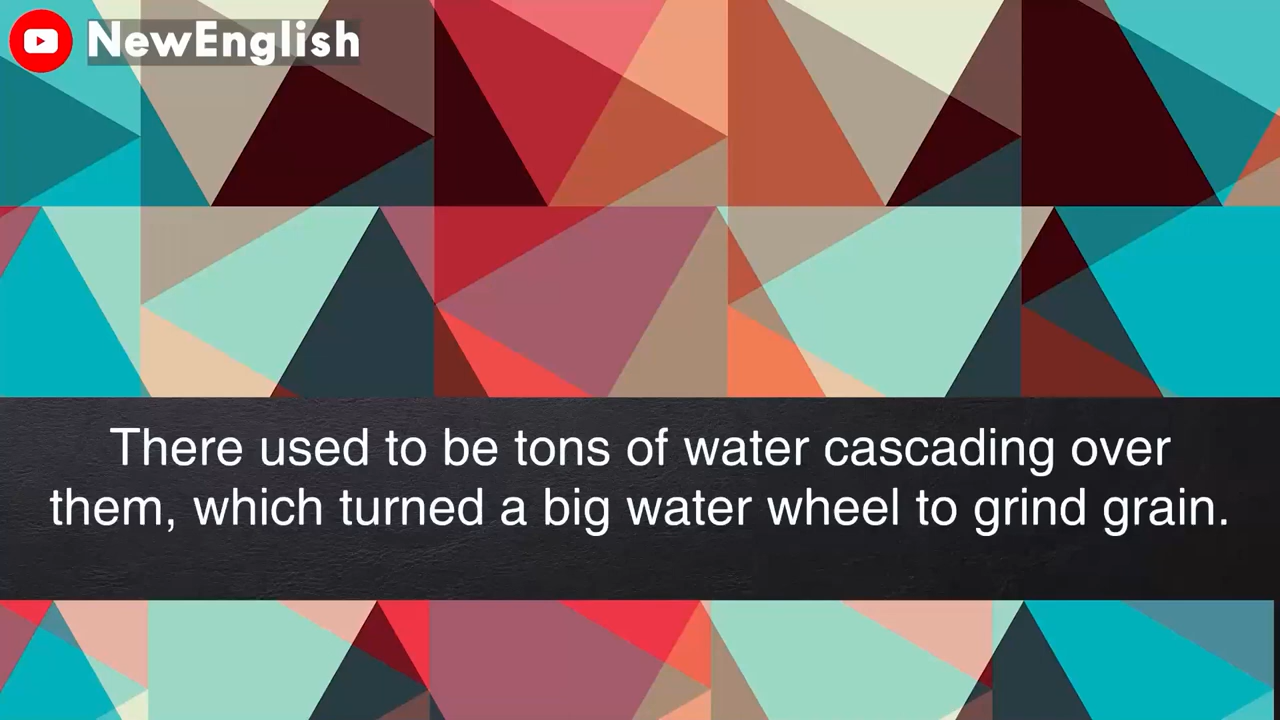 NewEnglish
There used to be tons of water cascading over
them, which turned a big water wheel to grind grain.